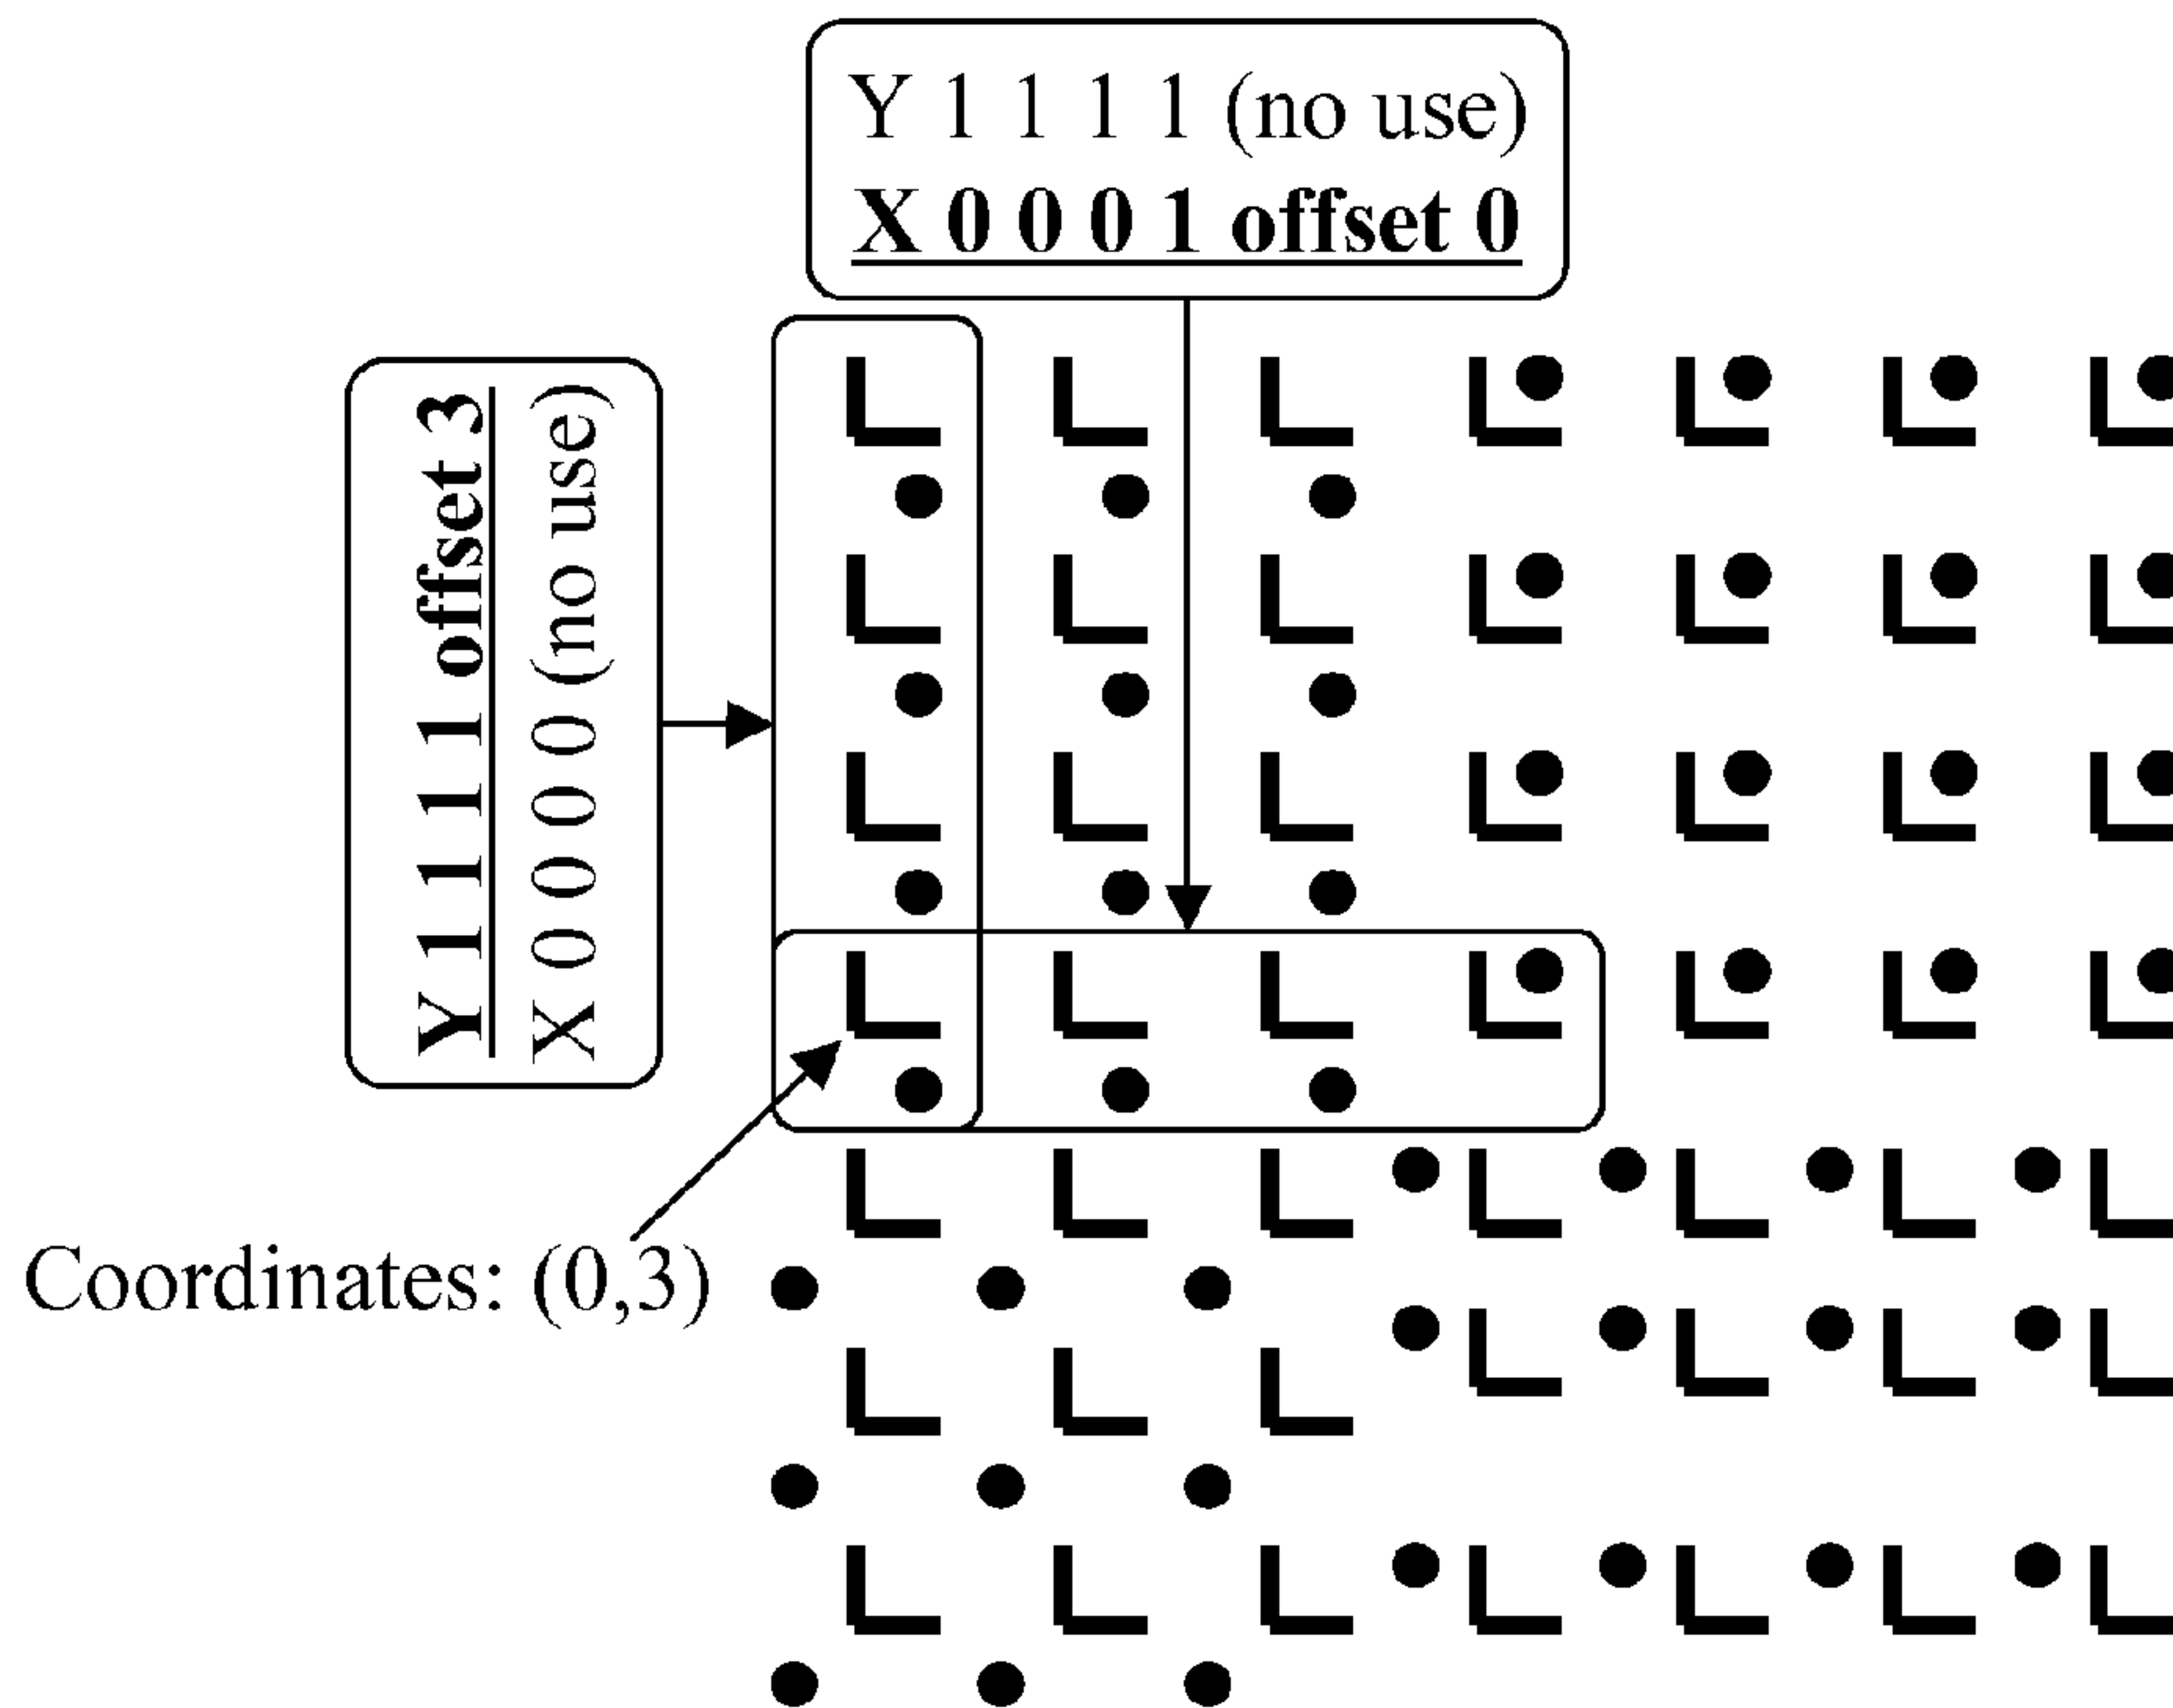 Y 1 1 1 1 (no use)
X 0 0 0 1 offset 0
Y 1 1 1 1 offset 3
X 0 0 0 0 (no use)
Coordinates: (0,3)